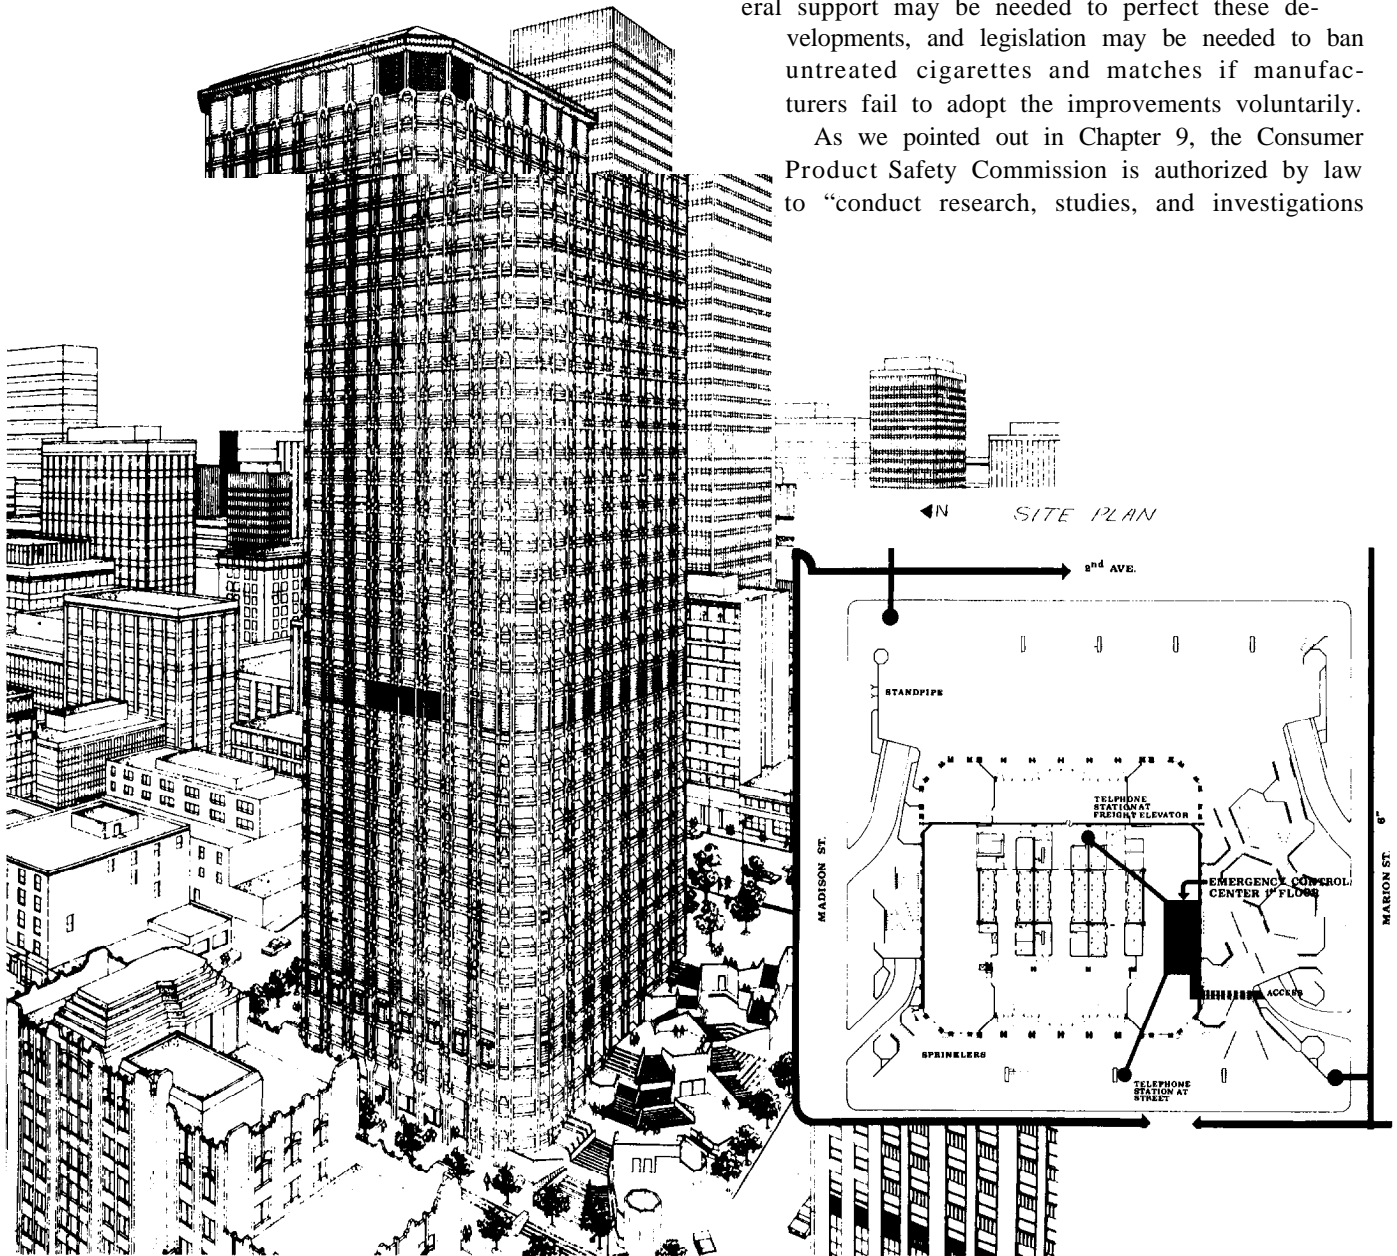 eral support may be needed to perfect these de-
velopments, and legislation may be needed to ban
untreated cigarettes and matches if manufac-
turers fail to adopt the improvements voluntarily.
As we pointed out in Chapter 9, the Consumer
Product Safety Commission is authorized by law
to “conduct research, studies, and investigations
N SITE PLAN
2nd AVE.
STANDPIPE
TELPHONE
STATION AT
FREIGHT ELEVATOR
MADISON ST.
EMERGENCY CONTROL
CENTER 1st FLOOR
6"
MARION ST.
ACCESS
SPRINKLERS
TELEPHONE
STATION AT
STREET